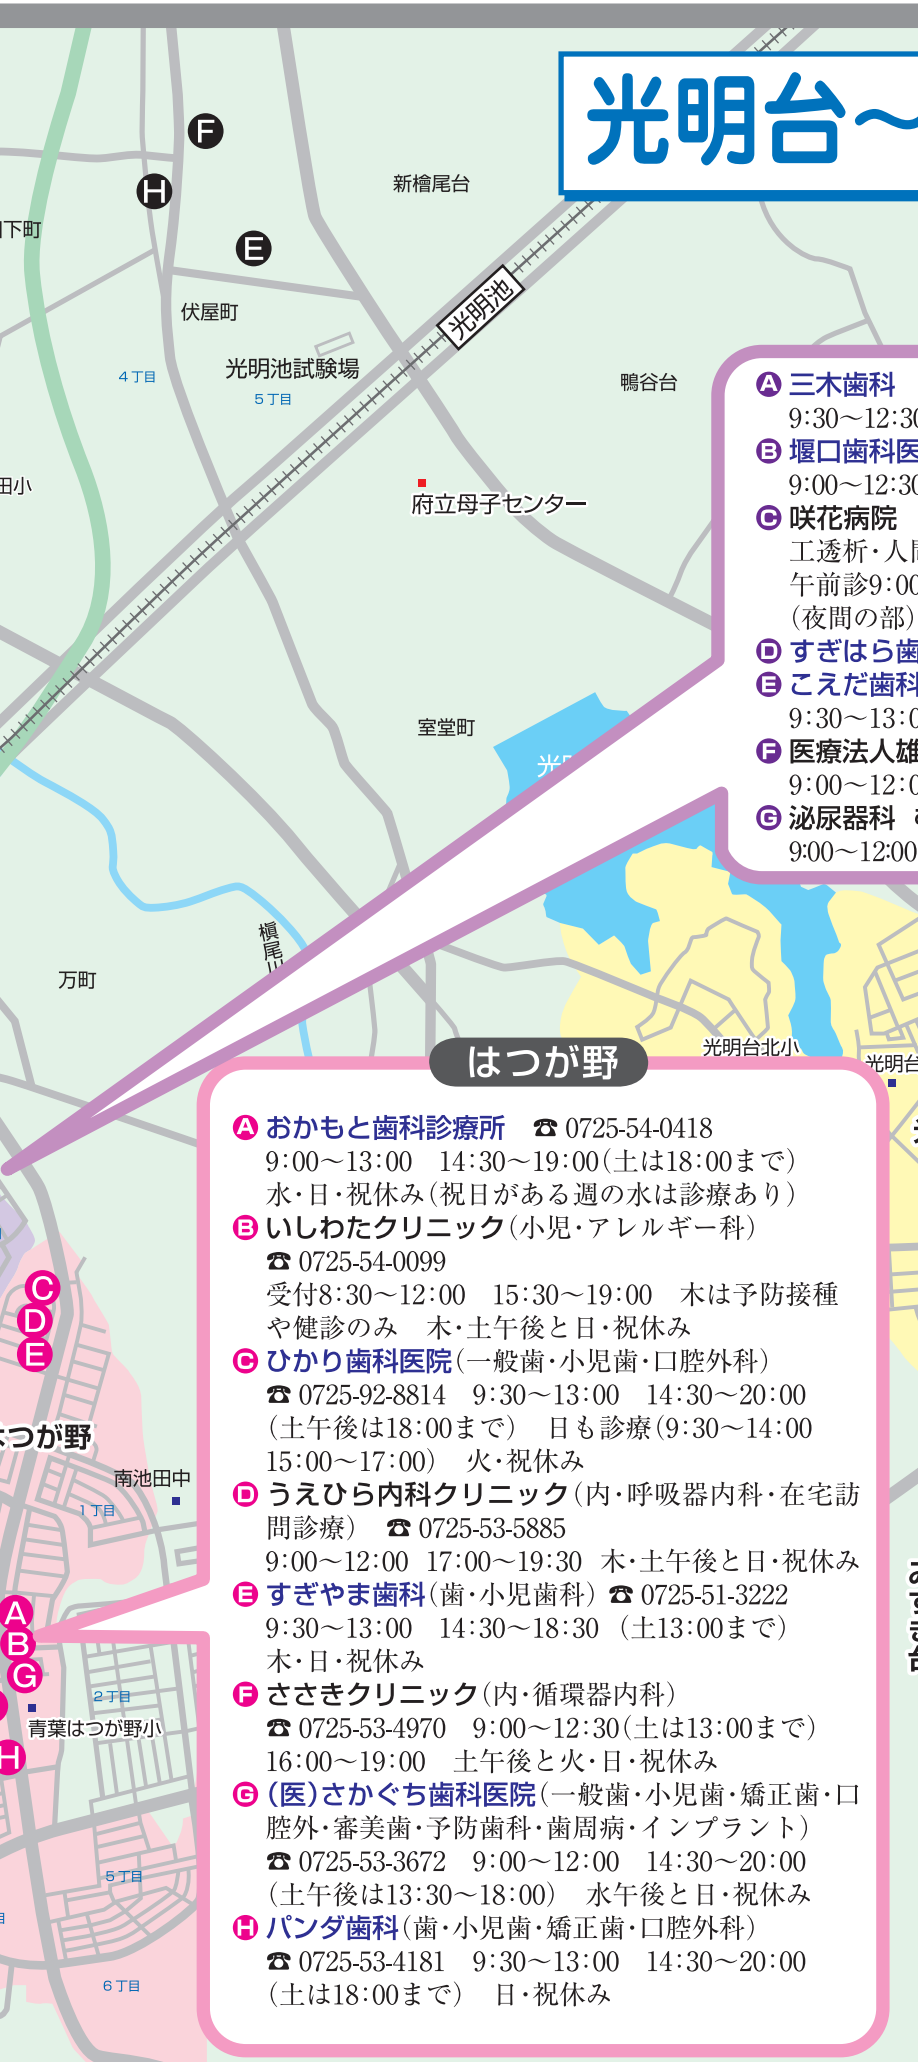 光明台～
F
H
新檜尾台
下町
E
光明池
伏屋町
光明池試験場
4丁目
5丁目
鴨谷台
田小
府立母子センター
A 三木歯科
9:30～12:30
B 堰口歯科医
9:00～12:30
C 咲花病院
工透析・人間
午前診9:00
（夜間の部）
D すぎはら歯
E こえだ歯科
9:30～13:0
F 医療法人雄
9:00～12:0
G 泌尿器科
9:00～12:00
室堂町
光
槇尾川
万町
光明台北小
光明台
はつが野
A おかもと歯科診療所 ☎ 0725-54-0418
9:00～13:00 14:30～19:00（土は18:00まで）
水・日・祝休み（祝日がある週の水は診療あり）
B いしわたクリニック（小児・アレルギー科）
☎ 0725-54-0099
受付8:30～12:00 15:30～19:00 木は予防接種
や健診のみ 木・土午後と日・祝休み
C ひかり歯科医院（一般歯・小児歯・口腔外科）
☎ 0725-92-8814 9:30～13:00 14:30～20:00
（土午後は18:00まで） 日も診療（9:30～14:00
15:00～17:00） 火・祝休み
D うえひら内科クリニック（内・呼吸器内科・在宅訪
問診療） ☎ 0725-53-5885
9:00～12:00 17:00～19:30 木・土午後と日・祝休み
E すぎやま歯科（歯・小児歯科）☎ 0725-51-3222
9:30～13:00 14:30～18:30 （土13:00まで）
木・日・祝休み
F ささきクリニック（内・循環器内科）
☎ 0725-53-4970 9:00～12:30（土は13:00まで）
16:00～19:00 土午後と火・日・祝休み
G （医）さかぐち歯科医院（一般歯・小児歯・矯正歯・口
腔外・審美歯・予防歯科・歯周病・インプラント）
☎ 0725-53-3672 9:00～12:00 14:30～20:00
（土午後は13:30～18:00） 水午後と日・祝休み
H パンダ歯科（歯・小児歯・矯正歯・口腔外科）
☎ 0725-53-4181 9:30～13:00 14:30～20:00
（土は18:00まで） 日・祝休み
C
D
E
はつが野
南池田中
1丁目
A
B
G
2丁目
青葉はつが野小
H
5丁目
6丁目